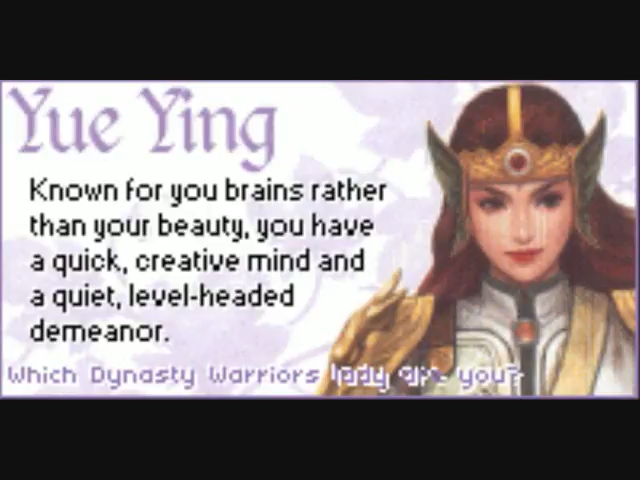 Yue Ying
Known for you brains rather
than your beauty, you have
a quick, creative mind and
a quiet, level-headed
demeanor.
Which Dynasty Warriors lady are you?